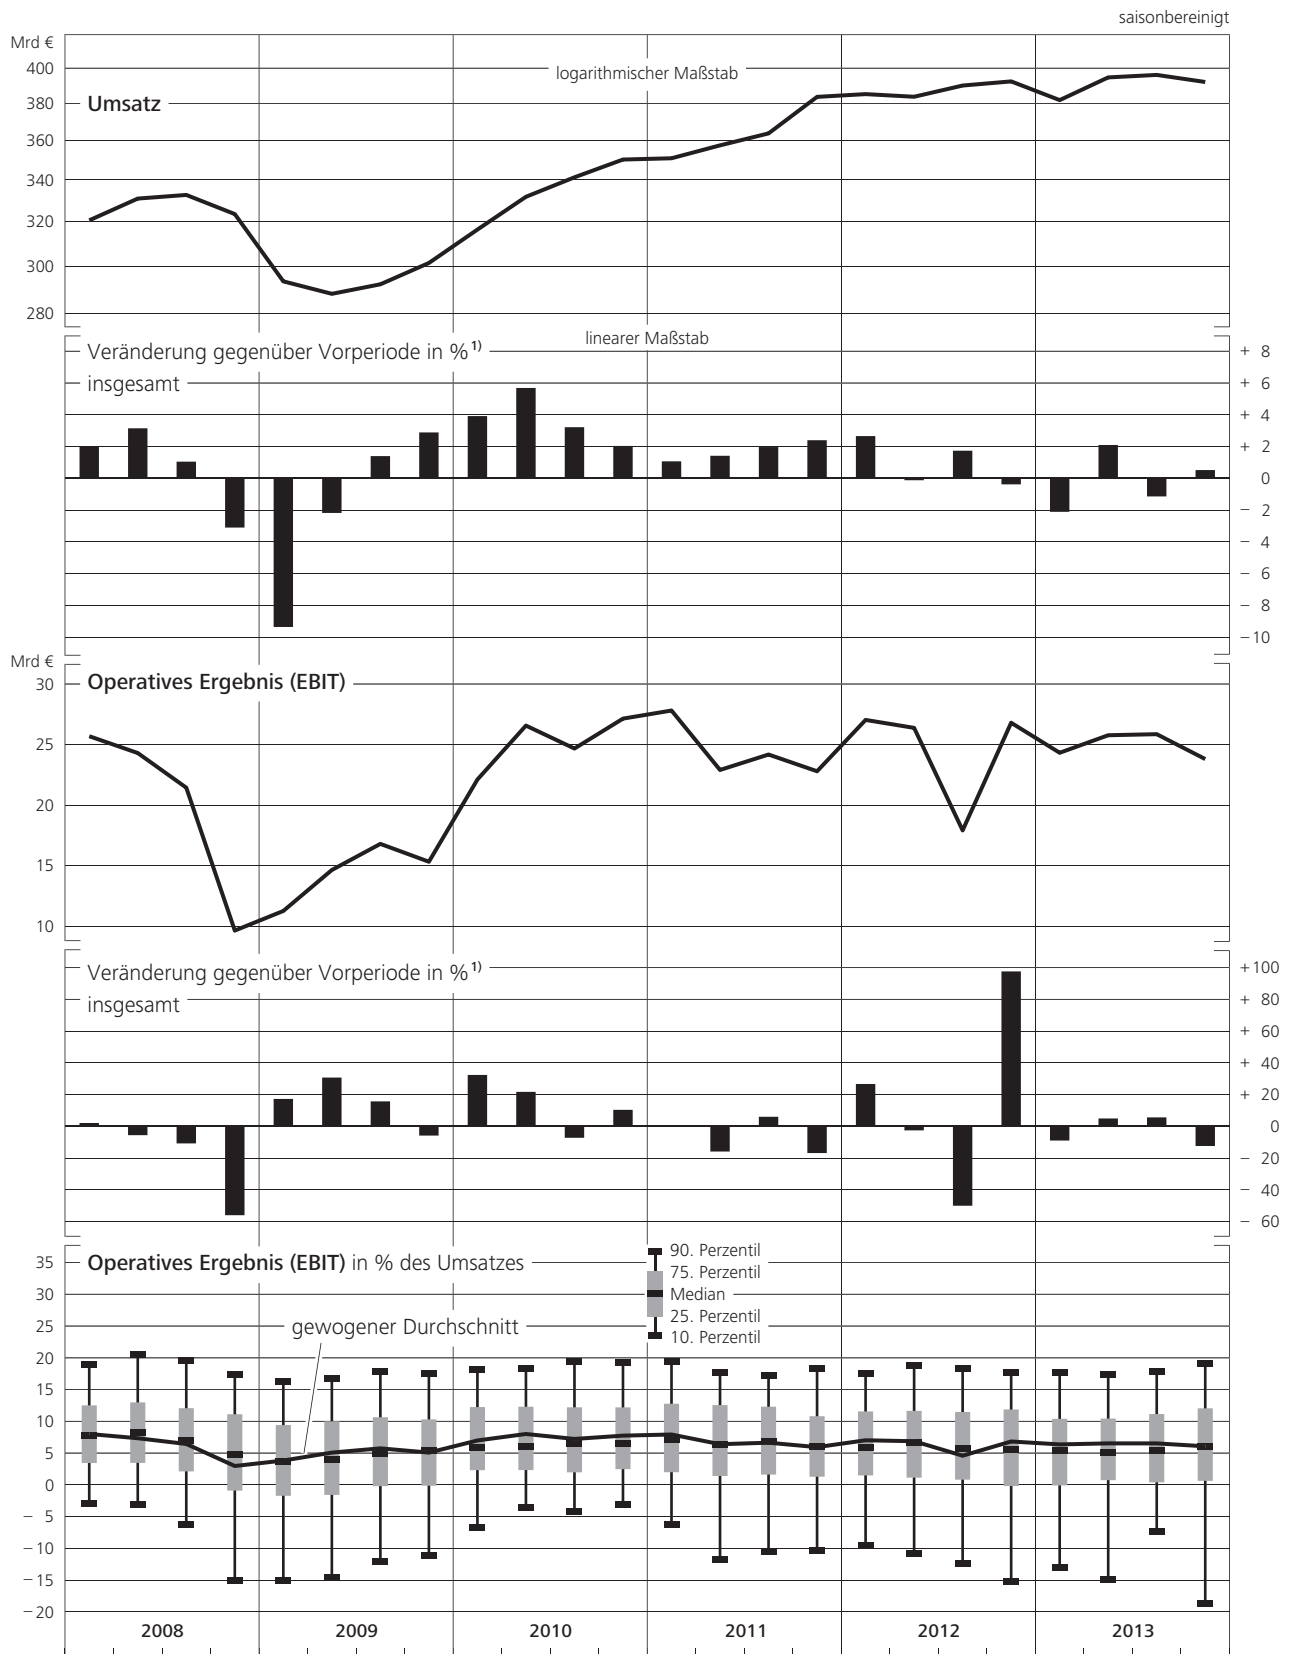 saisonbereinigt
Mrd €
logarithmischer Maßstab
400
Umsatz
380
360
340
320
300
280
linearer Maßstab
Veränderung gegenüber Vorperiode in % 1)
+ 8
insgesamt
+ 6
+ 4
+ 2
0
− 2
− 4
− 6
− 8
−10
Mrd €
30
Operatives Ergebnis (EBIT)
25
20
15
10
Veränderung gegenüber Vorperiode in % 1)
+100
insgesamt
+ 80
+ 60
+ 40
+ 20
0
− 20
− 40
− 60
Operatives Ergebnis (EBIT) in % des Umsatzes
90. Perzentil
75. Perzentil
Median
25. Perzentil
10. Perzentil
gewogener Durchschnitt
35
30
25
20
15
10
5
0
− 5
−10
−15
−20
2008 2009 2010 2011 2012 2013